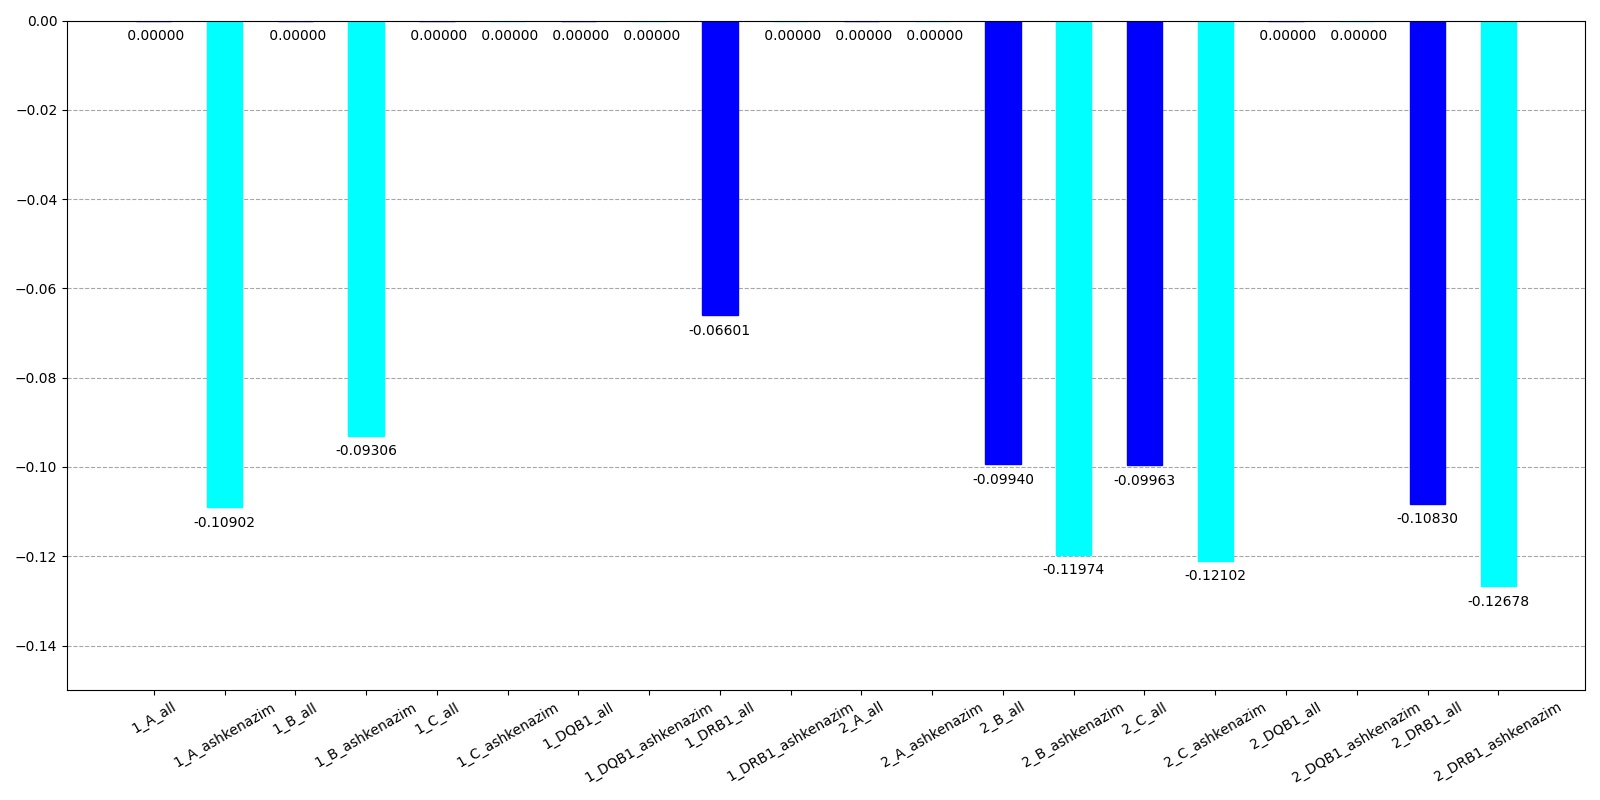 0.00
−0.02
−0.04
−0.06
−0.08
−0.10
−0.12
−0.14
0.00000
-0.10902
0.00000
-0.09306
0.00000
0.00000
0.00000
0.00000
-0.06601
0.00000
0.00000
0.00000
-0.09940
-0.11974
-0.09963
-0.12102
0.00000
0.00000
-0.10830
-0.12678
1_A_all
1_A_ashkenazim
1_B_all
1_B_ashkenazim
1_C_all
1_C_ashkenazim
1_DQB1_all
1_DQB1_ashkenazim
1_DRB1_all
1_DRB1_ashkenazim
2_A_all
2_A_ashkenazim
2_B_all
2_B_ashkenazim
2_C_all
2_C_ashkenazim
2_DQB1_all
2_DQB1_ashkenazim
2_DRB1_all
2_DRB1_ashkenazim